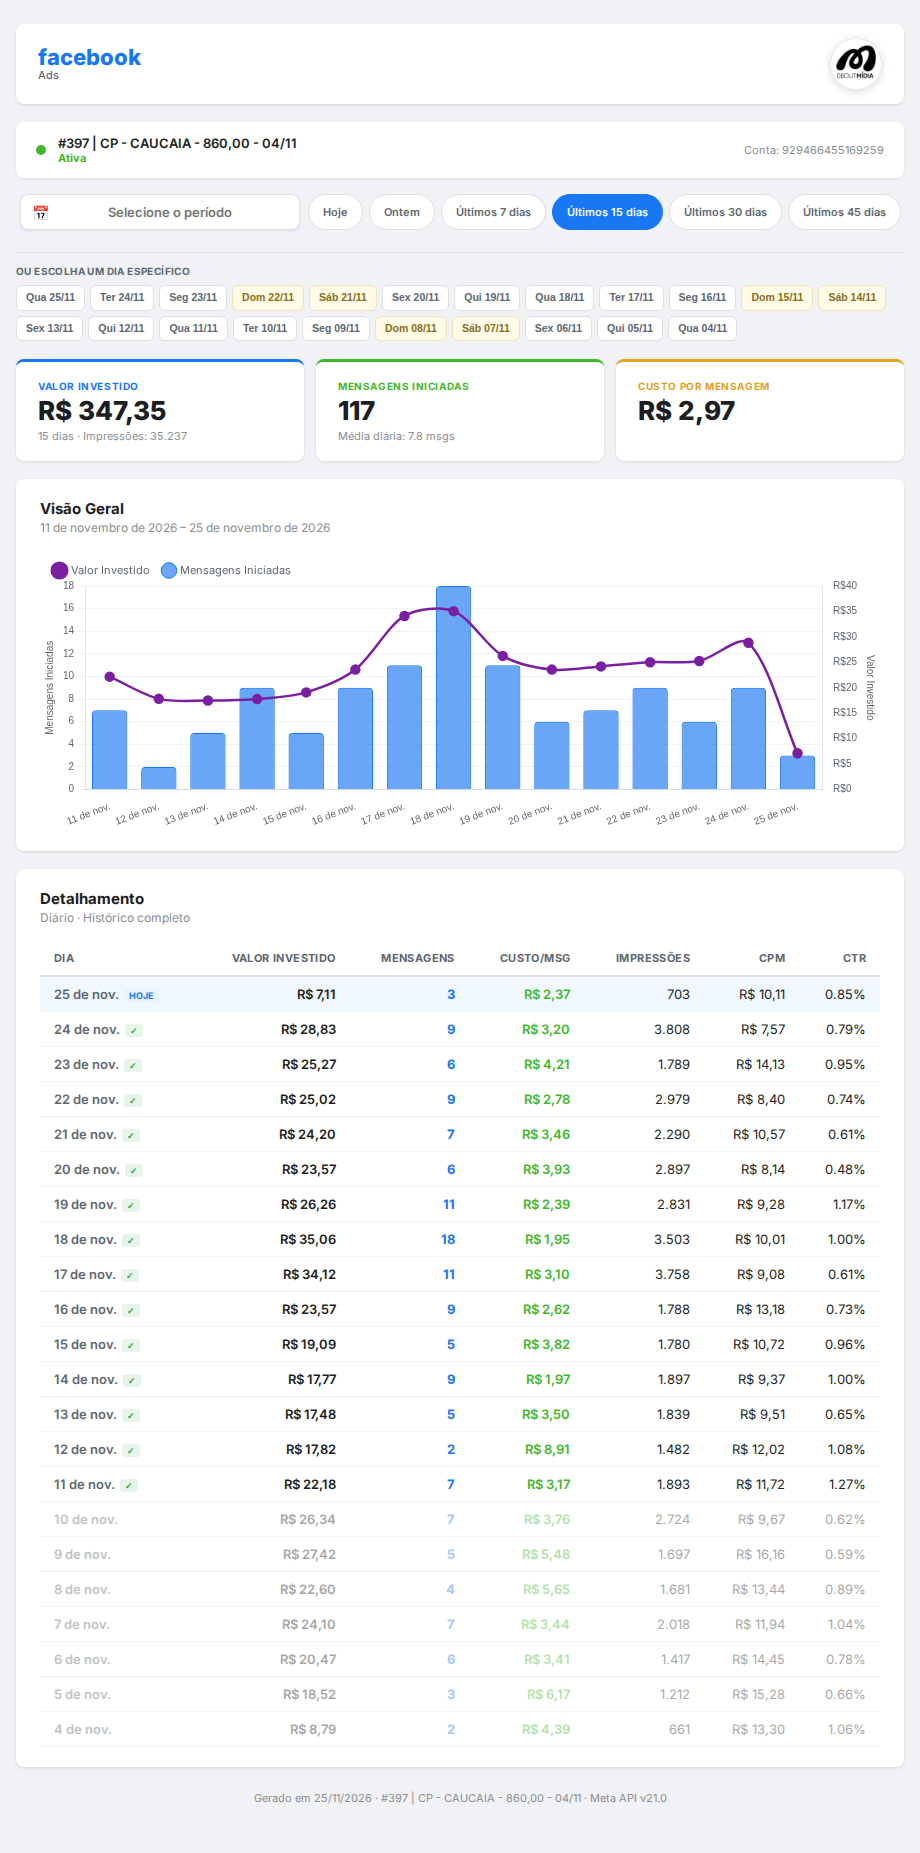 facebook
Ads
DBOUTMÍDIA
#397 | CP - CAUCAIA - 860,00 - 04/11
Ativa
Conta: 929466455169259
Selecione o período
Hoje
Ontem
Últimos 7 dias
Últimos 15 dias
Últimos 30 dias
Últimos 45 dias
OU ESCOLHA UM DIA ESPECÍFICO
Qua 25/11 Ter 24/11 Seg 23/11 Dom 22/11 Sáb 21/11 Sex 20/11 Qui 19/11 Qua 18/11 Ter 17/11 Seg 16/11 Dom 15/11 Sáb 14/11
Sex 13/11 Qui 12/11 Qua 11/11 Ter 10/11 Seg 09/11 Dom 08/11 Sáb 07/11 Sex 06/11 Qui 05/11 Qua 04/11
VALOR INVESTIDO
R$ 347,35
15 dias · Impressões: 35.237
MENSAGENS INICIADAS
117
Média diária: 7.8 msgs
CUSTO POR MENSAGEM
R$ 2,97
Visão Geral
11 de novembro de 2026 – 25 de novembro de 2026
Valor Investido Mensagens Iniciadas
Mensagens Iniciadas
18
16
14
12
10
8
6
4
2
0
R$40
R$35
R$30
R$25
R$20
R$15
R$10
R$5
R$0
Valor Investido
11 de nov. 12 de nov. 13 de nov. 14 de nov. 15 de nov. 16 de nov. 17 de nov. 18 de nov. 19 de nov. 20 de nov. 21 de nov. 22 de nov. 23 de nov. 24 de nov. 25 de nov.
Detalhamento
Diário · Histórico completo
DIA VALOR INVESTIDO MENSAGENS CUSTO/MSG IMPRESSÕES CPM CTR
25 de nov. HOJE R$ 7,11 3 R$ 2,37 703 R$ 10,11 0.85%
24 de nov. ✓ R$ 28,83 9 R$ 3,20 3.808 R$ 7,57 0.79%
23 de nov. ✓ R$ 25,27 6 R$ 4,21 1.789 R$ 14,13 0.95%
22 de nov. ✓ R$ 25,02 9 R$ 2,78 2.979 R$ 8,40 0.74%
21 de nov. ✓ R$ 24,20 7 R$ 3,46 2.290 R$ 10,57 0.61%
20 de nov. ✓ R$ 23,57 6 R$ 3,93 2.897 R$ 8,14 0.48%
19 de nov. ✓ R$ 26,26 11 R$ 2,39 2.831 R$ 9,28 1.17%
18 de nov. ✓ R$ 35,06 18 R$ 1,95 3.503 R$ 10,01 1.00%
17 de nov. ✓ R$ 34,12 11 R$ 3,10 3.758 R$ 9,08 0.61%
16 de nov. ✓ R$ 23,57 9 R$ 2,62 1.788 R$ 13,18 0.73%
15 de nov. ✓ R$ 19,09 5 R$ 3,82 1.780 R$ 10,72 0.96%
14 de nov. ✓ R$ 17,77 9 R$ 1,97 1.897 R$ 9,37 1.00%
13 de nov. ✓ R$ 17,48 5 R$ 3,50 1.839 R$ 9,51 0.65%
12 de nov. ✓ R$ 17,82 2 R$ 8,91 1.482 R$ 12,02 1.08%
11 de nov. ✓ R$ 22,18 7 R$ 3,17 1.893 R$ 11,72 1.27%
10 de nov. R$ 26,34 7 R$ 3,76 2.724 R$ 9,67 0.62%
9 de nov. R$ 27,42 5 R$ 5,48 1.697 R$ 16,16 0.59%
8 de nov. R$ 22,60 4 R$ 5,65 1.681 R$ 13,44 0.89%
7 de nov. R$ 24,10 7 R$ 3,44 2.018 R$ 11,94 1.04%
6 de nov. R$ 20,47 6 R$ 3,41 1.417 R$ 14,45 0.78%
5 de nov. R$ 18,52 3 R$ 6,17 1.212 R$ 15,28 0.66%
4 de nov. R$ 8,79 2 R$ 4,39 661 R$ 13,30 1.06%
Gerado em 25/11/2026 · #397 | CP - CAUCAIA - 860,00 - 04/11 · Meta API v21.0